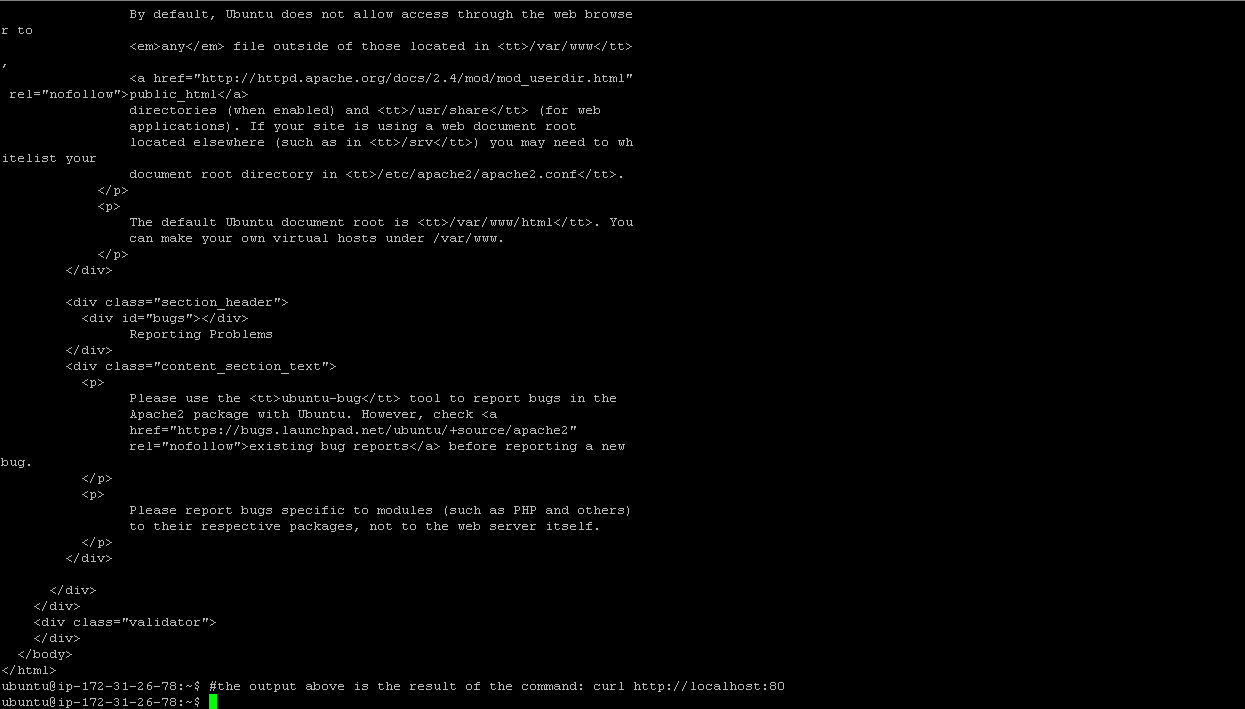 By default, Ubuntu does not allow access through the web browse
r to
<em>any</em> file outside of those located in <tt>/var/www</tt>
,
<a href="http://httpd.apache.org/docs/2.4/mod/mod_userdir.html"
rel="nofollow">public_html</a>
directories (when enabled) and <tt>/usr/share</tt> (for web
applications). If your site is using a web document root
located elsewhere (such as in <tt>/srv</tt>) you may need to wh
itelist your
document root directory in <tt>/etc/apache2/apache2.conf</tt>.
</p>
<p>
The default Ubuntu document root is <tt>/var/www/html</tt>. You
can make your own virtual hosts under /var/www.
</p>
</div>
<div class="section_header">
<div id="bugs"></div>
Reporting Problems
</div>
<div class="content_section_text">
<p>
Please use the <tt>ubuntu-bug</tt> tool to report bugs in the
Apache2 package with Ubuntu. However, check <a
href="https://bugs.launchpad.net/ubuntu/+source/apache2"
rel="nofollow">existing bug reports</a> before reporting a new
bug.
</p>
<p>
Please report bugs specific to modules (such as PHP and others)
to their respective packages, not to the web server itself.
</p>
</div>
</div>
</div>
<div class="validator">
</div>
</body>
</html>
ubuntu@ip-172-31-26-78:~$ #the output above is the result of the command: curl http://localhost:80
ubuntu@ip-172-31-26-78:~$